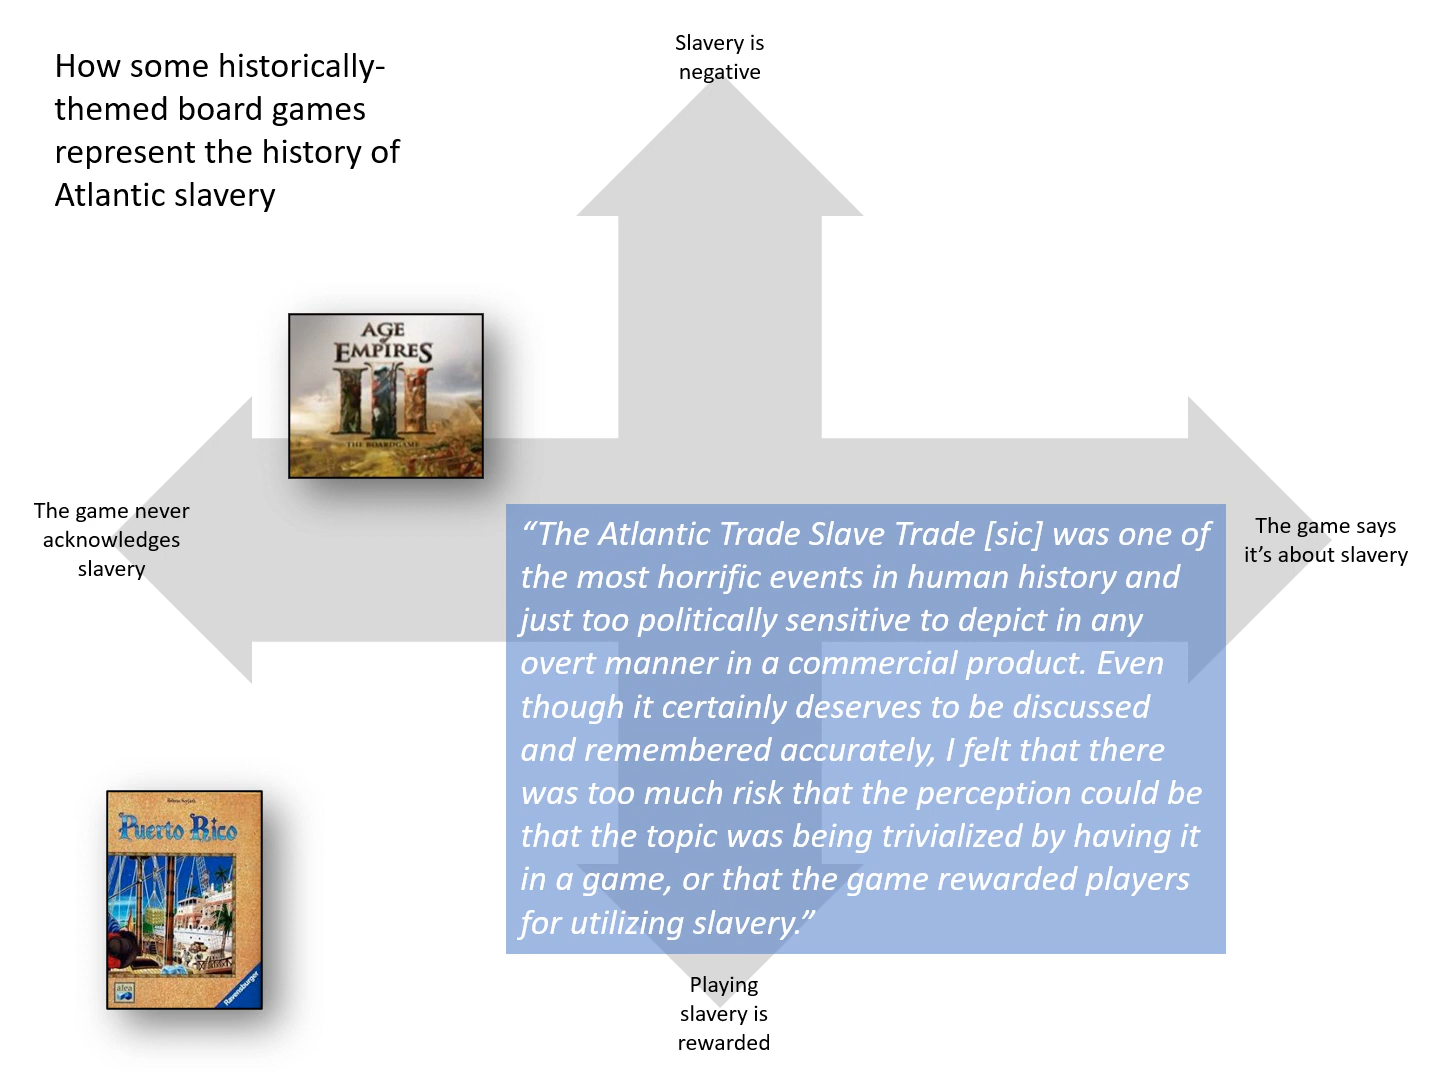 How some historically-
themed board games
represent the history of
Atlantic slavery
Slavery is
negative
AGE
of
EMPIRES
III
THE BOARDGAME
The game never
acknowledges
slavery
“The Atlantic Trade Slave Trade [sic] was one of
the most horrific events in human history and
just too politically sensitive to depict in any
overt manner in a commercial product. Even
though it certainly deserves to be discussed
and remembered accurately, I felt that there
was too much risk that the perception could be
that the topic was being trivialized by having it
in a game, or that the game rewarded players
for utilizing slavery.”
The game says
it’s about slavery
Puerto Rico
alea
Ravensburger
Playing
slavery is
rewarded